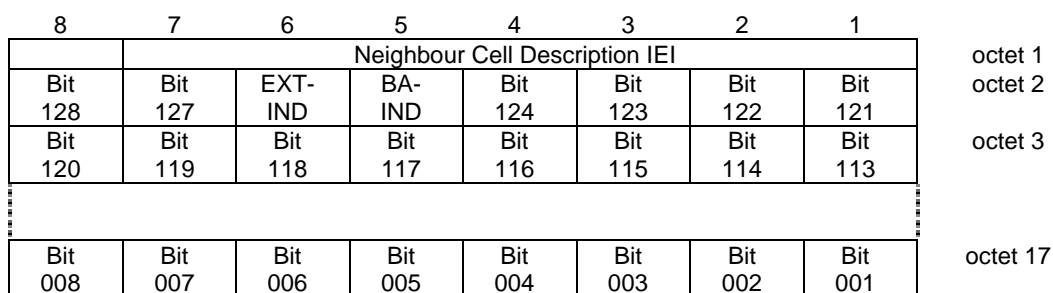 8 7 6 5 4 3 2 1
Neighbour Cell Description IEI octet 1
Bit Bit EXT- BA- Bit Bit Bit Bit octet 2
128 127 IND IND 124 123 122 121
Bit Bit Bit Bit Bit Bit Bit Bit octet 3
120 119 118 117 116 115 114 113
Bit Bit Bit Bit Bit Bit Bit Bit octet 17
008 007 006 005 004 003 002 001